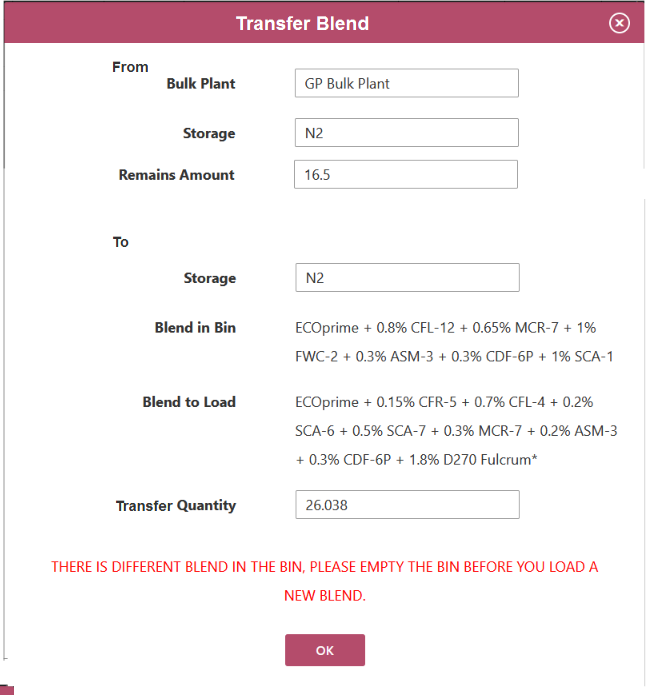 Transfer Blend
From
Bulk Plant
GP Bulk Plant
Storage
N2
Remains Amount
16.5
To
Storage
N2
Blend in Bin
ECOprime + 0.8% CFL-12 + 0.65% MCR-7 + 1%
FWC-2 + 0.3% ASM-3 + 0.3% CDF-6P + 1% SCA-1
Blend to Load
ECOprime + 0.15% CFR-5 + 0.7% CFL-4 + 0.2%
SCA-6 + 0.5% SCA-7 + 0.3% MCR-7 + 0.2% ASM-3
+ 0.3% CDF-6P + 1.8% D270 Fulcrum*
Transfer Quantity
26.038
THERE IS DIFFERENT BLEND IN THE BIN, PLEASE EMPTY THE BIN BEFORE YOU LOAD A
NEW BLEND.
OK